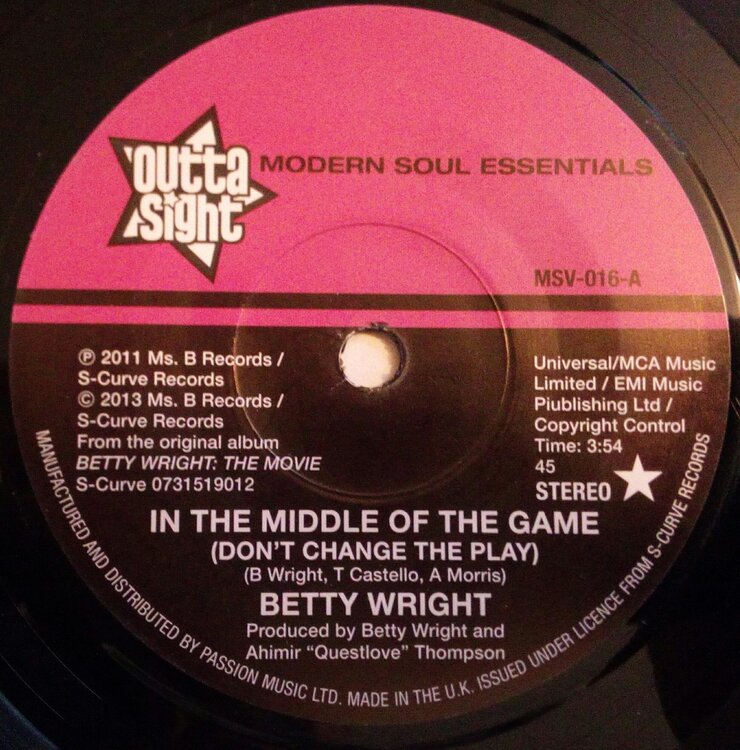 outta
sight
MODERN SOUL ESSENTIALS
MSV-016-A
℗ 2011 Ms. B Records /
S-Curve Records
© 2013 Ms. B Records /
S-Curve Records
From the original album
BETTY WRIGHT: THE MOVIE
S-Curve 0731519012
Universal/MCA Music
Limited / EMI Music
Piublishing Ltd /
Copyright Control
Time: 3:54
45
STEREO
IN THE MIDDLE OF THE GAME
(DON'T CHANGE THE PLAY)
(B Wright, T Castello, A Morris)
BETTY WRIGHT
Produced by Betty Wright and
Ahimir "Questlove" Thompson
MANUFACTURED AND DISTRIBUTED BY PASSION MUSIC LTD. MADE IN THE U.K. ISSUED UNDER LICENCE FROM S-CURVE RECORDS